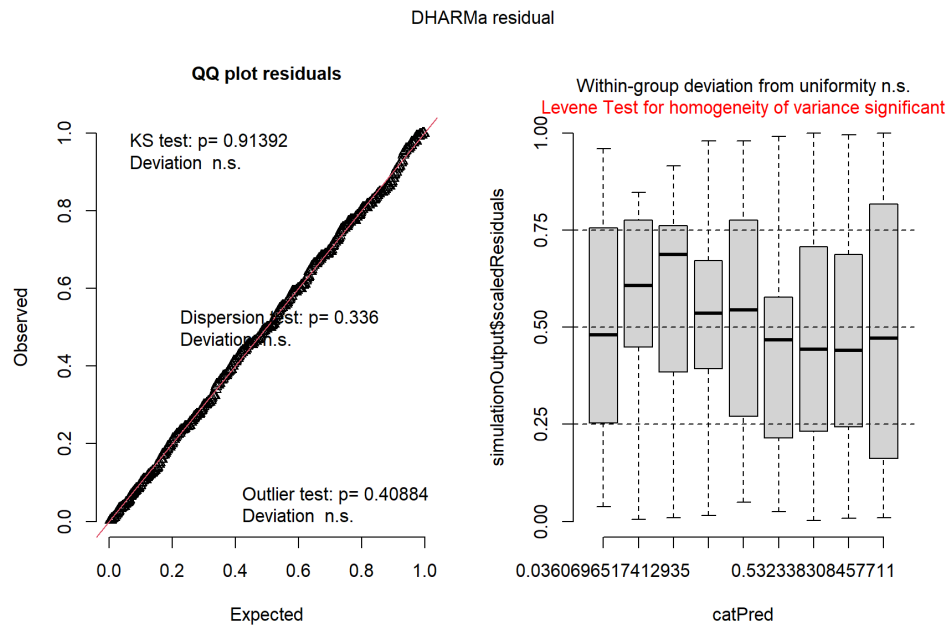 DHARMa residual
QQ plot residuals
KS test: p= 0.91392
Deviation n.s.
Dispersion test: p= 0.336
Deviation n.s.
Outlier test: p= 0.40884
Deviation n.s.
Observed
0.0 0.2 0.4 0.6 0.8 1.0
0.0 0.2 0.4 0.6 0.8 1.0
Expected
Within-group deviation from uniformity n.s.
Levene Test for homogeneity of variance significant
simulationOutput$scaledResiduals
0.00 0.25 0.50 0.75 1.00
0.0360696517412935 0.532338308457711
catPred